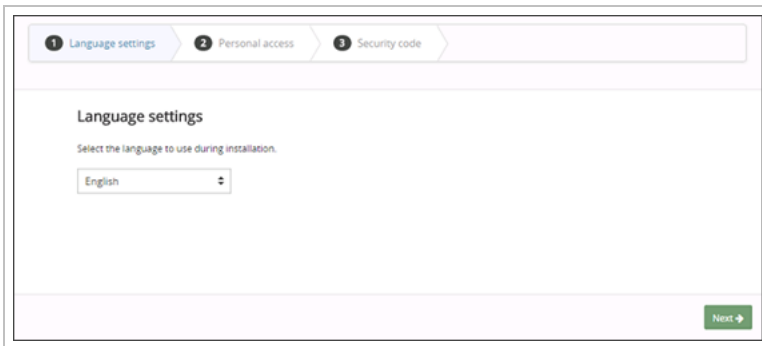 1 Language settings 2 Personal access 3 Security code
Language settings
Select the language to use during installation.
English
Next